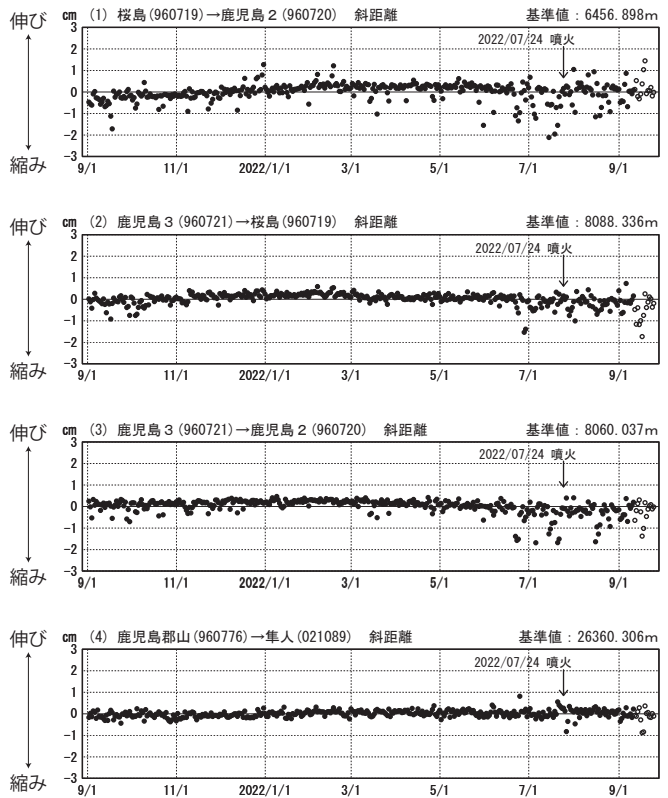 伸び
縮み
cm (1) 桜島(960719)→鹿児島2(960720) 斜距離 基準値：6456.898m
2022/07/24 噴火
3
2
1
0
−1
−2
−3
9/1 11/1 2022/1/1 3/1 5/1 7/1 9/1
伸び
縮み
cm (2) 鹿児島3(960721)→桜島(960719) 斜距離 基準値：8088.336m
2022/07/24 噴火
3
2
1
0
−1
−2
−3
9/1 11/1 2022/1/1 3/1 5/1 7/1 9/1
伸び
縮み
cm (3) 鹿児島3(960721)→鹿児島2(960720) 斜距離 基準値：8060.037m
2022/07/24 噴火
3
2
1
0
−1
−2
−3
9/1 11/1 2022/1/1 3/1 5/1 7/1 9/1
伸び
縮み
cm (4) 鹿児島郡山(960776)→隼人(021089) 斜距離 基準値：26360.306m
2022/07/24 噴火
3
2
1
0
−1
−2
−3
9/1 11/1 2022/1/1 3/1 5/1 7/1 9/1